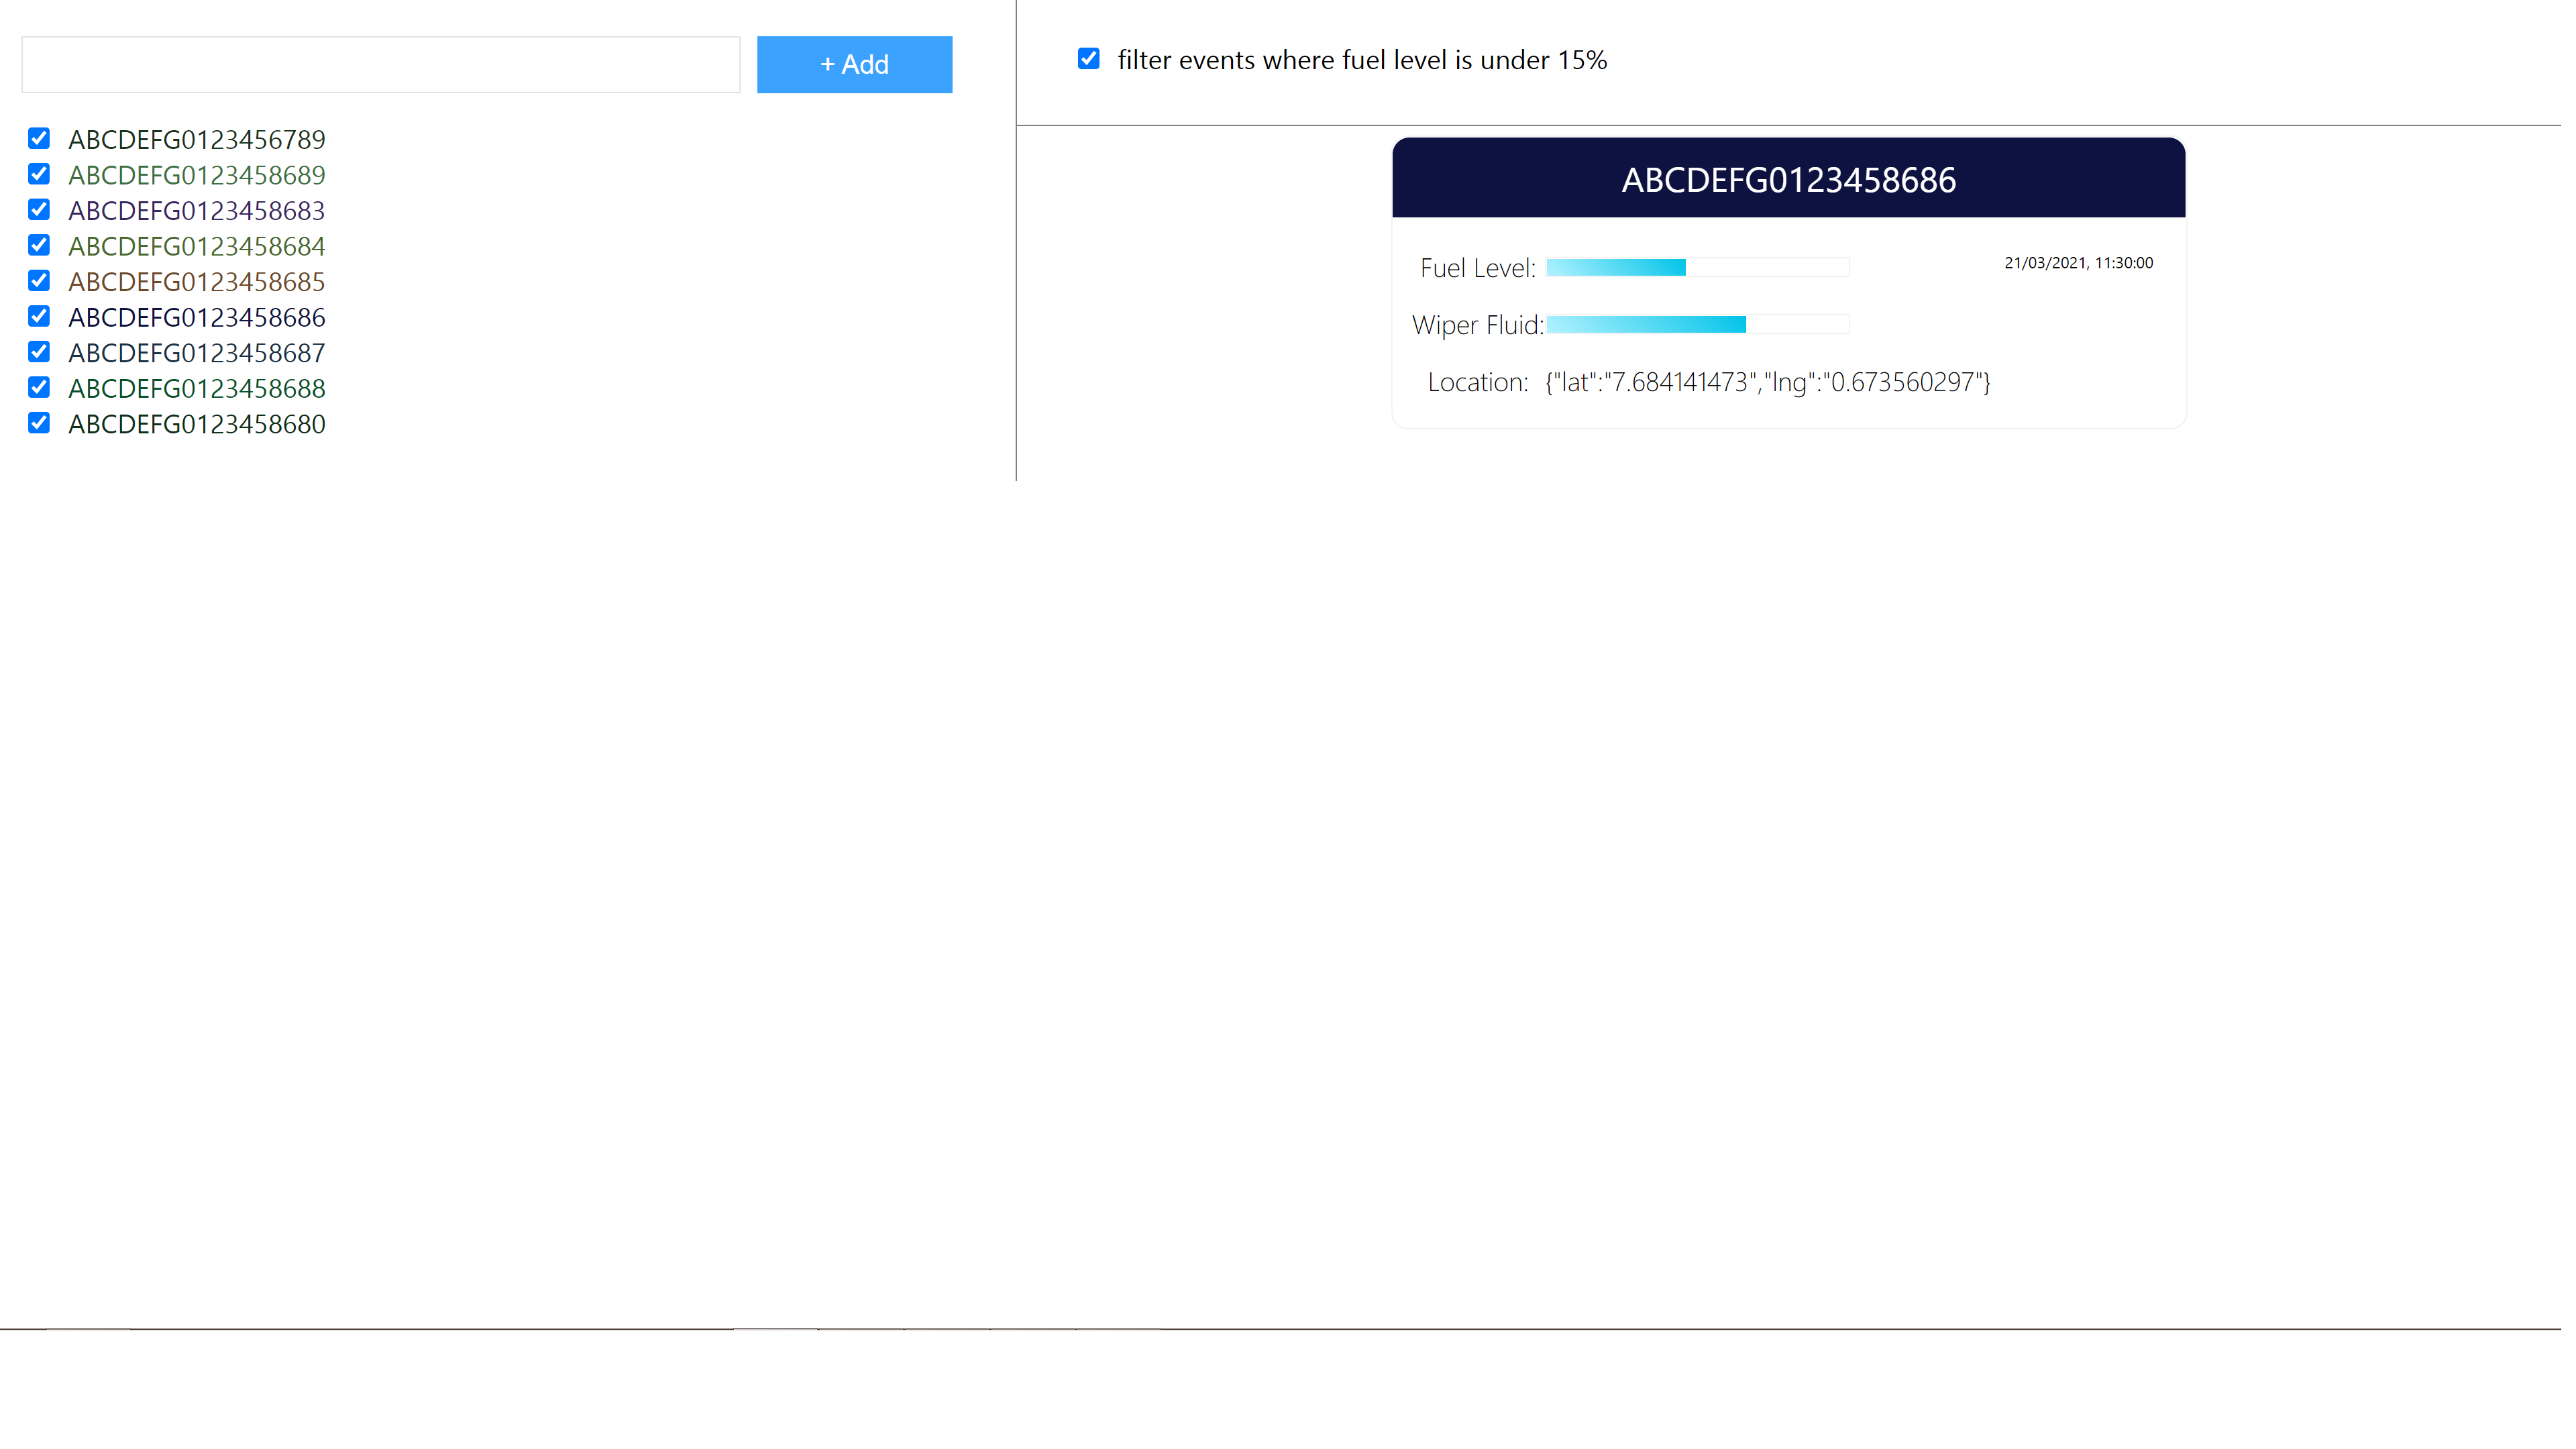 + Add
ABCDEFG0123456789
ABCDEFG0123458689
ABCDEFG0123458683
ABCDEFG0123458684
ABCDEFG0123458685
ABCDEFG0123458686
ABCDEFG0123458687
ABCDEFG0123458688
ABCDEFG0123458680
filter events where fuel level is under 15%
ABCDEFG0123458686
Fuel Level:
21/03/2021, 11:30:00
Wiper Fluid:
Location: {"lat":"7.684141473","lng":"0.673560297"}